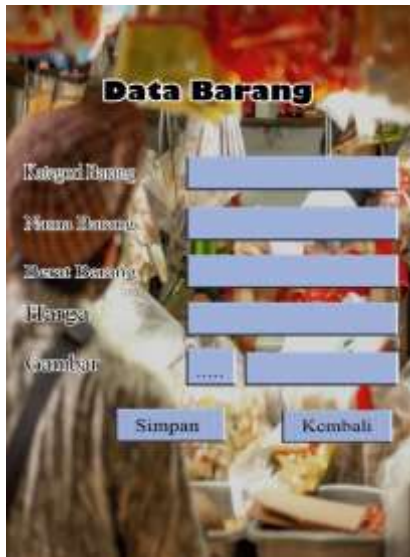 Data Barang
Kategori Barang
Nama Barang
Berat Barang
Harga
Gambar
.....
Simpan Kembali